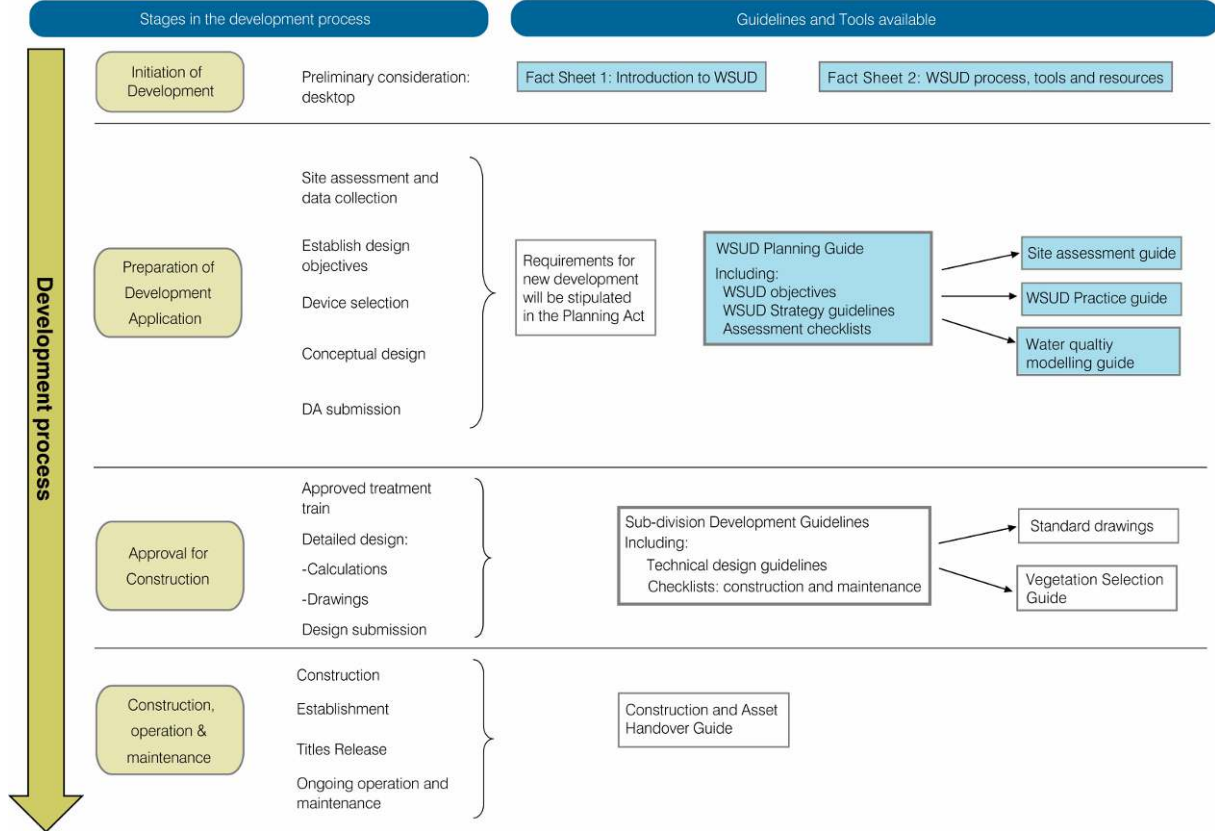 Stages in the development process
Guidelines and Tools available
Development process
Initiation of
Development
Preliminary consideration:
desktop
Fact Sheet 1: Introduction to WSUD
Fact Sheet 2: WSUD process, tools and resources
Preparation of
Development
Application
Site assessment and
data collection
Establish design
objectives
Device selection
Conceptual design
DA submission
Requirements for
new development
will be stipulated
in the Planning Act
WSUD Planning Guide
Including:
WSUD objectives
WSUD Strategy guidelines
Assessment checklists
Site assessment guide
WSUD Practice guide
Water qualtiy
modelling guide
Approval for
Construction
Approved treatment
train
Detailed design:
-Calculations
-Drawings
Design submission
Sub-division Development Guidelines
Including:
Technical design guidelines
Checklists: construction and maintenance
Standard drawings
Vegetation Selection
Guide
Construction,
operation &
maintenance
Construction
Establishment
Titles Release
Ongoing operation and
maintenance
Construction and Asset
Handover Guide